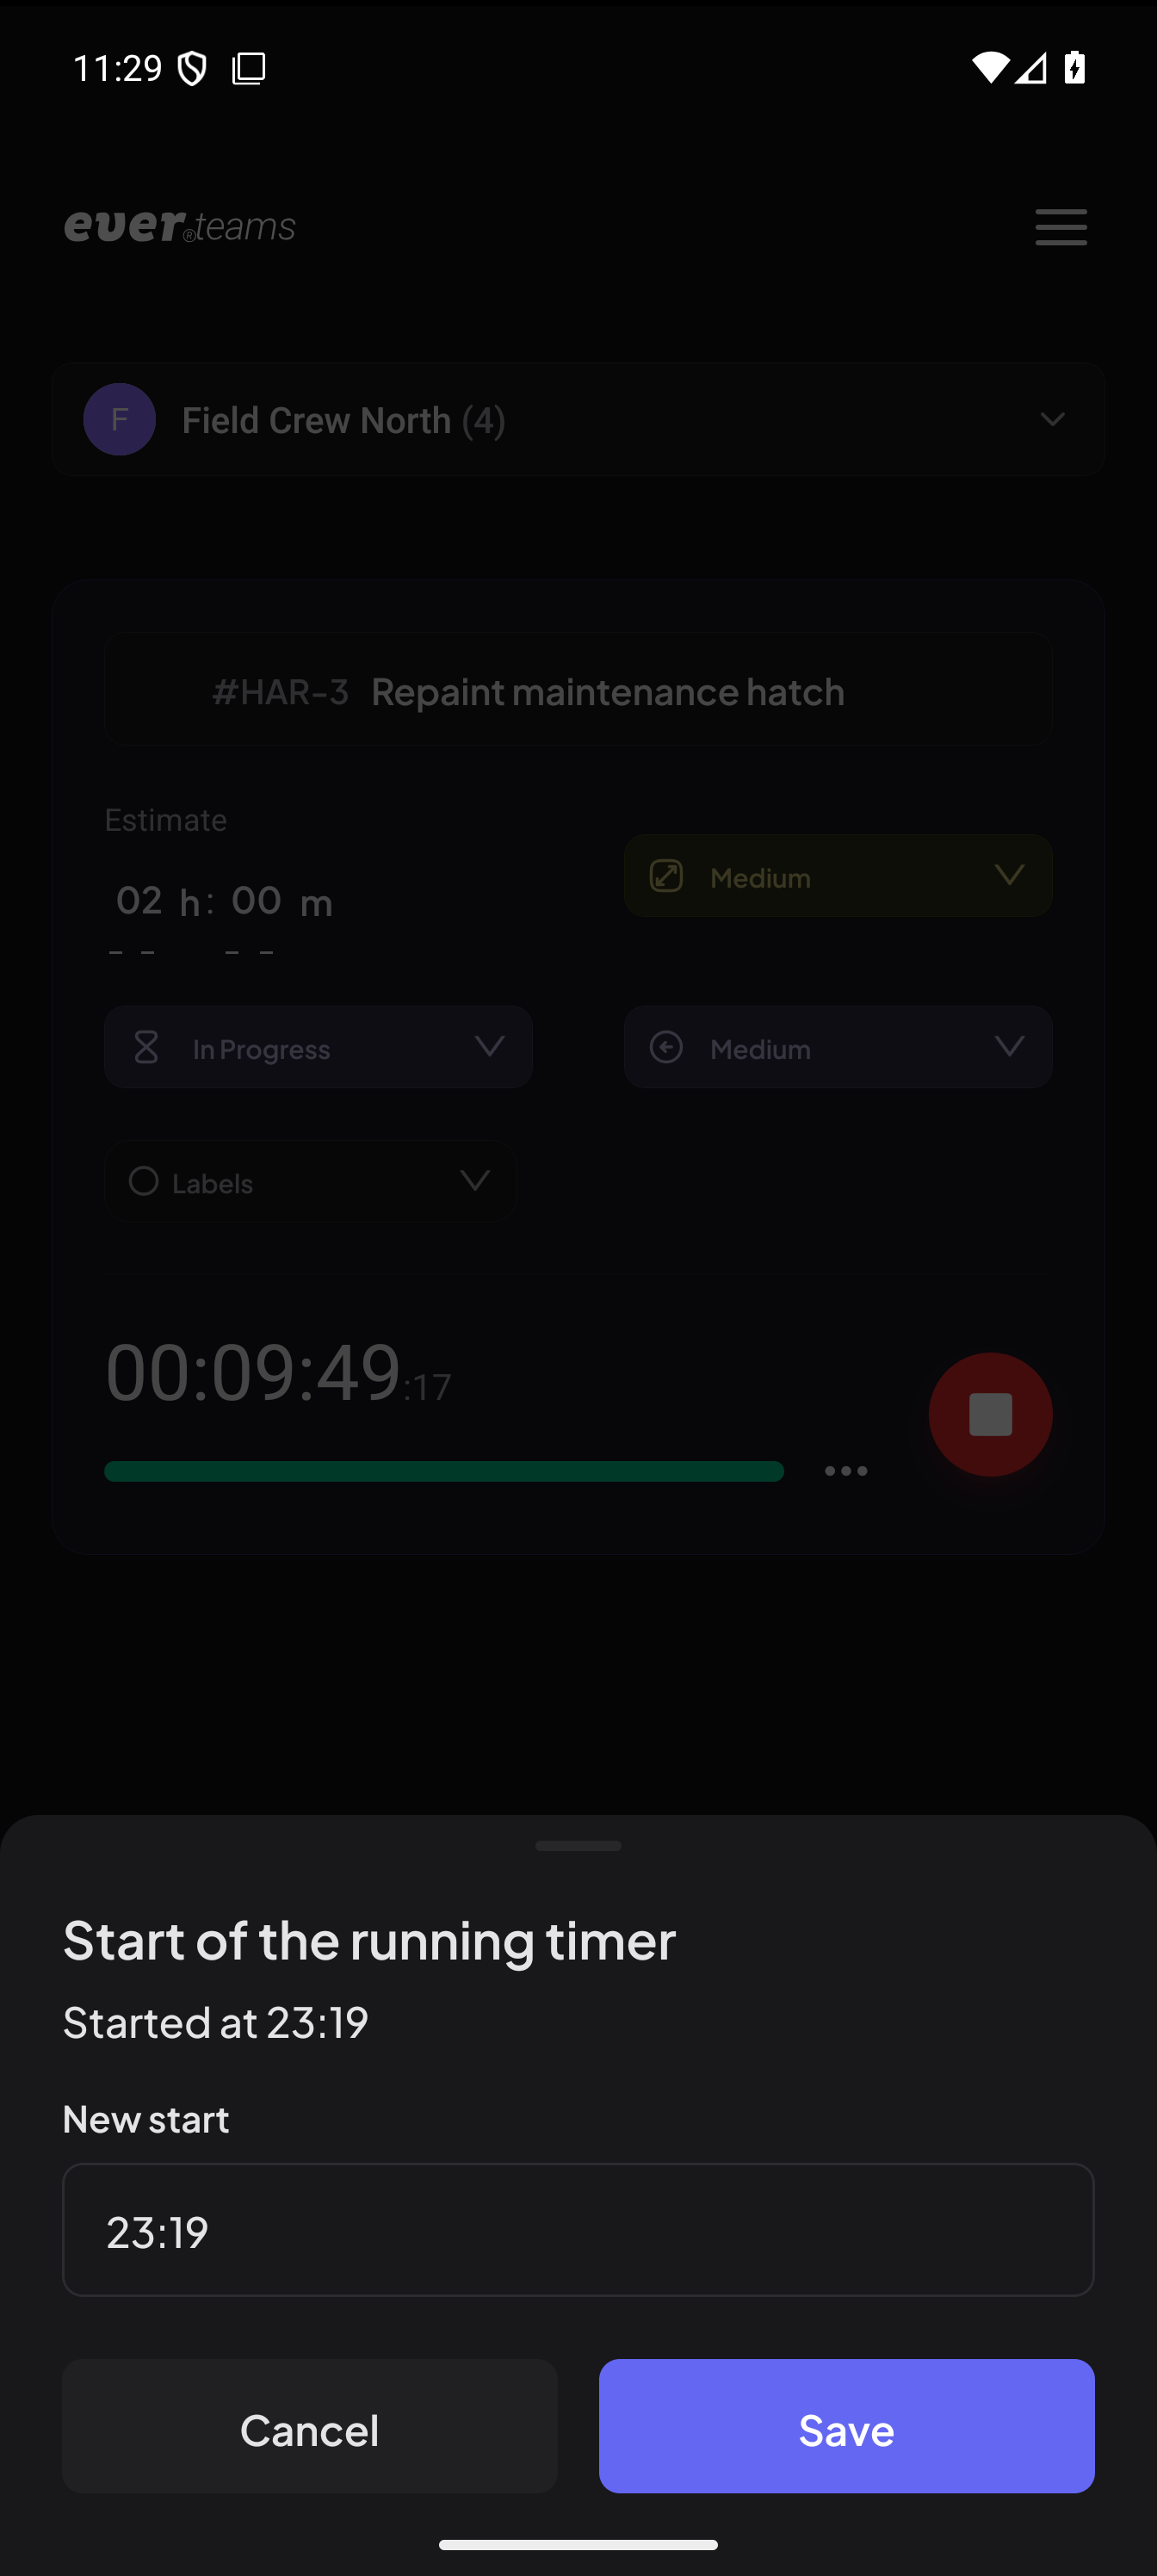 11:29
ever®teams
F Field Crew North (4)
#HAR-3 Repaint maintenance hatch
Estimate
02 h : 00 m
-- --
Medium
In Progress
Medium
Labels
00:09:49:17
Start of the running timer
Started at 23:19
New start
23:19
Cancel
Save